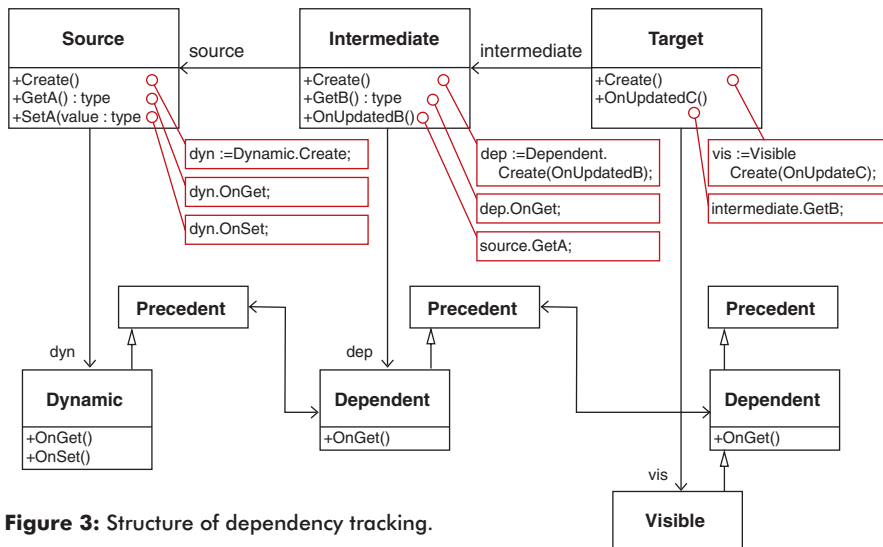 Source
+Create()
+GetA() : type
+SetA(value : type
source
Intermediate
+Create()
+GetB() : type
+OnUpdatedB()
intermediate
Target
+Create()
+OnUpdatedC()
dyn :=Dynamic.Create;
dyn.OnGet;
dyn.OnSet;
dep :=Dependent.
Create(OnUpdatedB);
dep.OnGet;
source.GetA;
vis :=Visible
Create(OnUpdateC);
intermediate.GetB;
Precedent
Precedent
Precedent
dyn
dep
Dynamic
+OnGet()
+OnSet()
Dependent
+OnGet()
Dependent
+OnGet()
vis
Visible
Figure 3: Structure of dependency tracking.